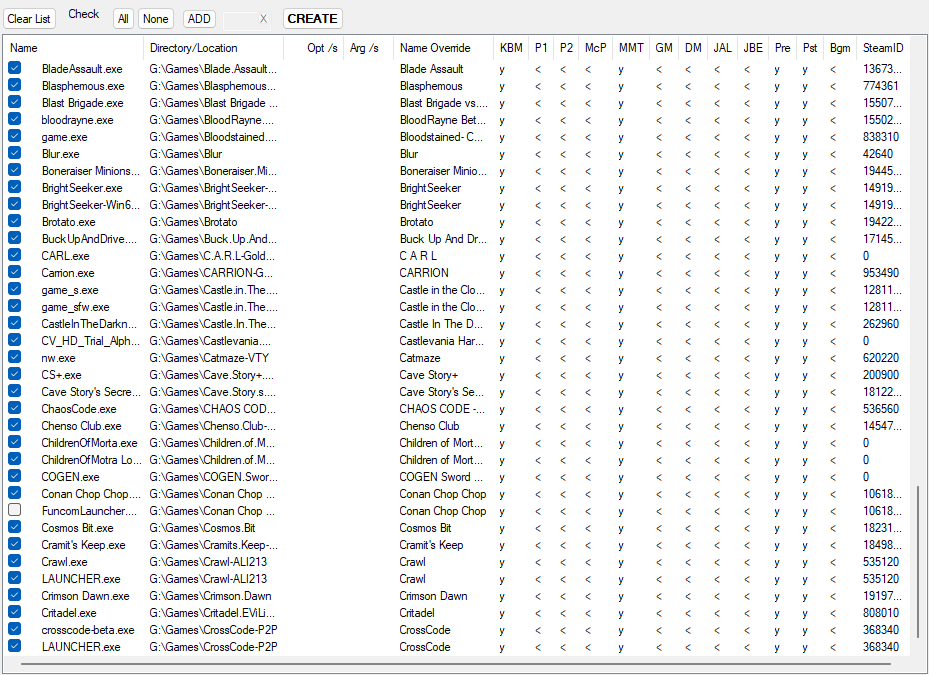 Clear List Check All None ADD X CREATE
Name Directory/Location Opt /s Arg /s Name Override KBM P1 P2 McP MMT GM DM JAL JBE Pre Pst Bgm SteamID
BladeAssault.exe G:\Games\Blade.Assault... Blade Assault y < < < y < < < < y y < 13673...
Blasphemous.exe G:\Games\Blasphemous... Blasphemous y < < < y < < < < y y < 774361
Blast Brigade.exe G:\Games\Blast Brigade ... Blast Brigade vs.... y < < < y < < < < y y < 15507...
bloodrayne.exe G:\Games\BloodRayne.... BloodRayne Bet... y < < < y < < < < y y < 15502...
game.exe G:\Games\Bloodstained.... Bloodstained- C... y < < < y < < < < y y < 838310
Blur.exe G:\Games\Blur Blur y < < < y < < < < y y < 42640
Boneraiser Minions... G:\Games\Boneraiser.Mi... Boneraiser Minio... y < < < y < < < < y y < 19445...
BrightSeeker.exe G:\Games\BrightSeeker-... BrightSeeker y < < < y < < < < y y < 14919...
BrightSeeker-Win6... G:\Games\BrightSeeker-... BrightSeeker y < < < y < < < < y y < 14919...
Brotato.exe G:\Games\Brotato Brotato y < < < y < < < < y y < 19422...
BuckUpAndDrive.... G:\Games\Buck.Up.And... Buck Up And Dr... y < < < y < < < < y y < 17145...
CARL.exe G:\Games\C.A.R.L-Gold... C A R L y < < < y < < < < y y < 0
Carrion.exe G:\Games\CARRION-G... CARRION y < < < y < < < < y y < 953490
game_s.exe G:\Games\Castle.in.The.... Castle in the Clo... y < < < y < < < < y y < 12811...
game_sfw.exe G:\Games\Castle.in.The.... Castle in the Clo... y < < < y < < < < y y < 12811...
CastleInTheDarkn... G:\Games\Castle.In.The... Castle In The D... y < < < y < < < < y y < 262960
CV_HD_Trial_Alph... G:\Games\Castlevania.... Castlevania Har... y < < < y < < < < y y < 0
nw.exe G:\Games\Catmaze-VTY Catmaze y < < < y < < < < y y < 620220
CS+.exe G:\Games\Cave.Story+.... Cave Story+ y < < < y < < < < y y < 200900
Cave Story's Secre... G:\Games\Cave.Story.s.... Cave Story's Se... y < < < y < < < < y y < 18122...
ChaosCode.exe G:\Games\CHAOS COD... CHAOS CODE -... y < < < y < < < < y y < 536560
Chenso Club.exe G:\Games\Chenso.Club-... Chenso Club y < < < y < < < < y y < 14547...
ChildrenOfMorta.exe G:\Games\Children.of.M... Children of Mort... y < < < y < < < < y y < 0
ChildrenOfMotra Lo... G:\Games\Children.of.M... Children of Mort... y < < < y < < < < y y < 0
COGEN.exe G:\Games\COGEN.Swor... COGEN Sword ... y < < < y < < < < y y < 0
Conan Chop Chop.... G:\Games\Conan Chop ... Conan Chop Chop y < < < y < < < < y y < 10618...
FuncomLauncher.... G:\Games\Conan Chop ... Conan Chop Chop y < < < y < < < < y y < 10618...
Cosmos Bit.exe G:\Games\Cosmos.Bit Cosmos Bit y < < < y < < < < y y < 18231...
Cramit's Keep.exe G:\Games\Cramits.Keep-... Cramit's Keep y < < < y < < < < y y < 18498...
Crawl.exe G:\Games\Crawl-ALI213 Crawl y < < < y < < < < y y < 535120
LAUNCHER.exe G:\Games\Crawl-ALI213 Crawl y < < < y < < < < y y < 535120
Crimson Dawn.exe G:\Games\Crimson.Dawn Crimson Dawn y < < < y < < < < y y < 19197...
Critadel.exe G:\Games\Critadel.EViLi... Critadel y < < < y < < < < y y < 808010
crosscode-beta.exe G:\Games\CrossCode-P2P CrossCode y < < < y < < < < y y < 368340
LAUNCHER.exe G:\Games\CrossCode-P2P CrossCode y < < < y < < < < y y < 368340